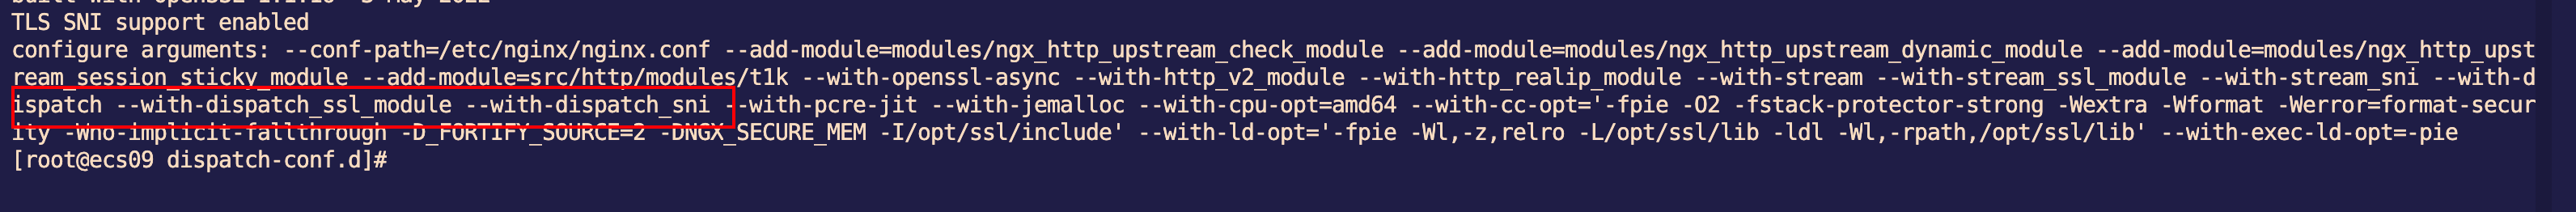 built with OpenSSL 1.1.1o  3 May 2022
TLS SNI support enabled
configure arguments: --conf-path=/etc/nginx/nginx.conf --add-module=modules/ngx_http_upstream_check_module --add-module=modules/ngx_http_upstream_dynamic_module --add-module=modules/ngx_http_upst
ream_session_sticky_module --add-module=src/http/modules/t1k --with-openssl-async --with-http_v2_module --with-http_realip_module --with-stream --with-stream_ssl_module --with-stream_sni --with-d
ispatch --with-dispatch_ssl_module --with-dispatch_sni --with-pcre-jit --with-jemalloc --with-cpu-opt=amd64 --with-cc-opt='-fpie -O2 -fstack-protector-strong -Wextra -Wformat -Werror=format-secur
ity -Wno-implicit-fallthrough -D_FORTIFY_SOURCE=2 -DNGX_SECURE_MEM -I/opt/ssl/include' --with-ld-opt='-fpie -Wl,-z,relro -L/opt/ssl/lib -ldl -Wl,-rpath,/opt/ssl/lib' --with-exec-ld-opt=-pie
[root@ecs09 dispatch-conf.d]#